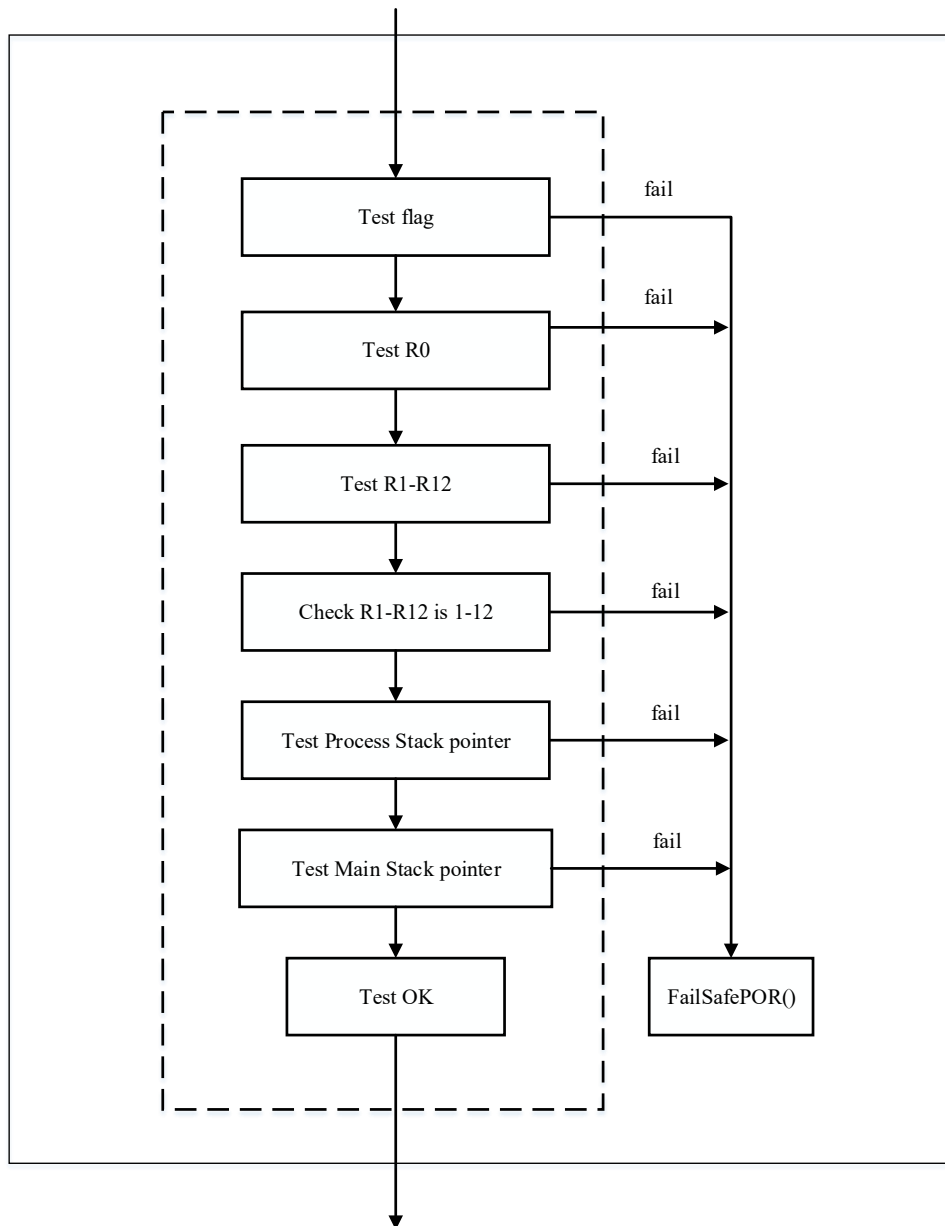 Test flag
fail
Test R0
fail
Test R1-R12
fail
Check R1-R12 is 1-12
fail
Test Process Stack pointer
fail
Test Main Stack pointer
fail
Test OK
FailSafePOR()